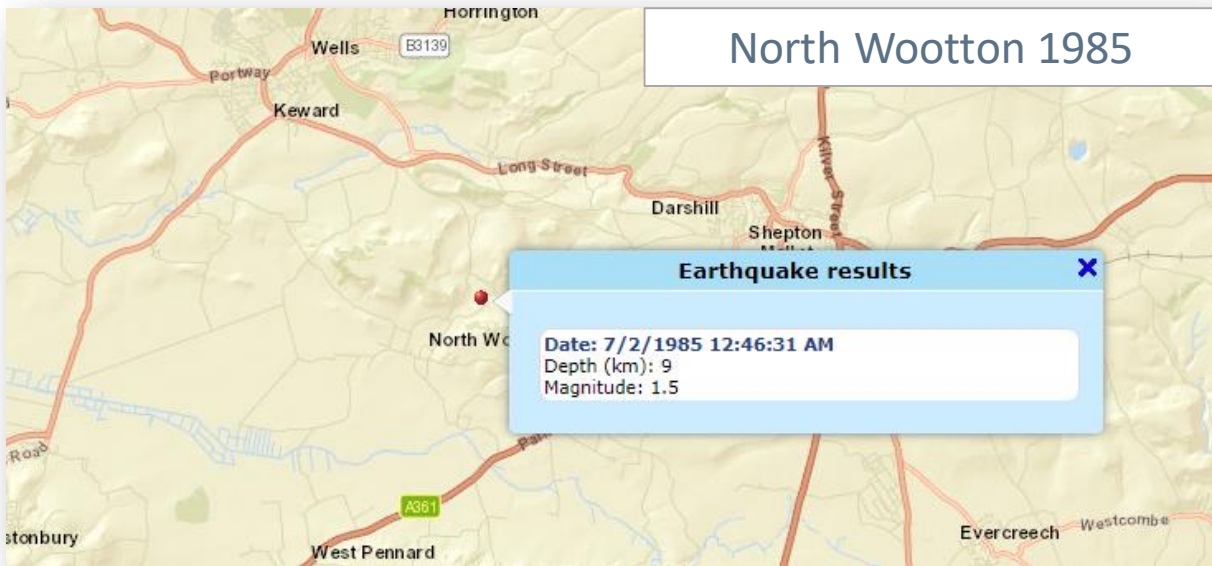 Horrington
North Wootton 1985
Wells
B3139
Portway
Keward
Long Street
Kilver Street
Darshill
Shepton
Earthquake results
North Wo
Date: 7/2/1985 12:46:31 AM
Depth (km): 9
Magnitude: 1.5
Road
A361
stonbury
West Pennard
Evercreech
Westcombe